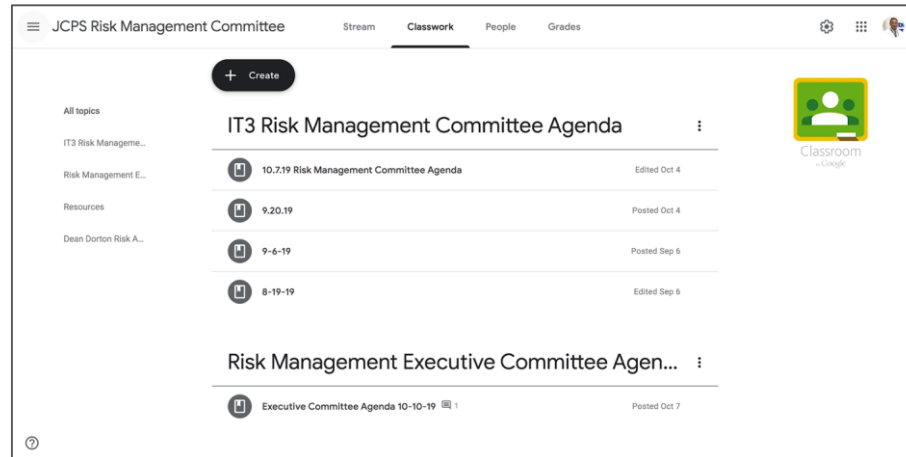 JCPS Risk Management Committee
Stream Classwork People Grades
+ Create
All topics
IT3 Risk Manageme...
Risk Management E...
Resources
Dean Dorton Risk A...
IT3 Risk Management Committee Agenda
10.7.19 Risk Management Committee Agenda Edited Oct 4
9.20.19 Posted Oct 4
9-6-19 Posted Sep 6
8-19-19 Edited Sep 6
Risk Management Executive Committee Agen...
Executive Committee Agenda 10-10-19 1 Posted Oct 7
Classroom
by Google